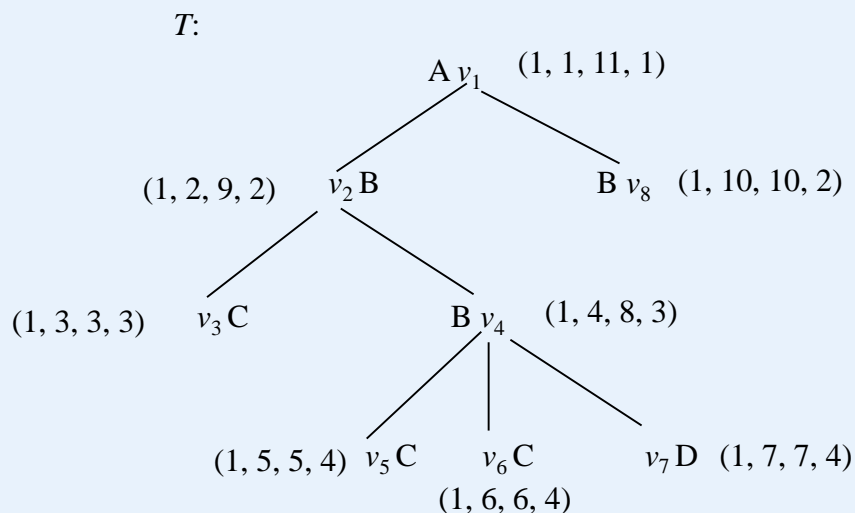 T:
A v₁ (1, 1, 11, 1)
(1, 2, 9, 2) v₂ B B v₈ (1, 10, 10, 2)
(1, 3, 3, 3) v₃ C B v₄ (1, 4, 8, 3)
(1, 5, 5, 4) v₅ C v₆ C v₇ D (1, 7, 7, 4)
(1, 6, 6, 4)